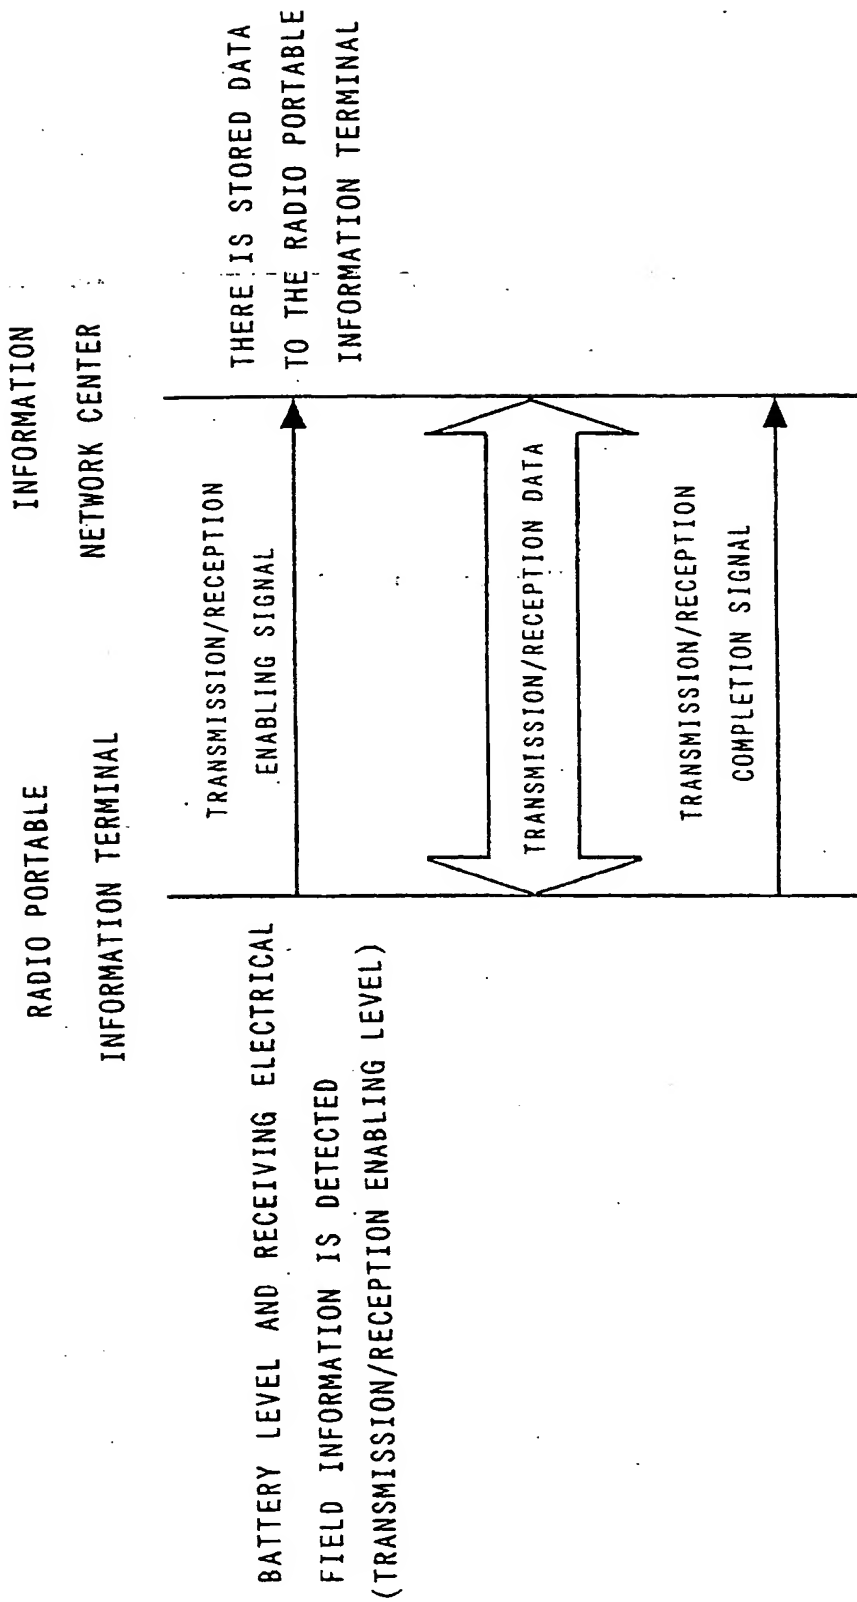 RADIO PORTABLE
INFORMATION TERMINAL
INFORMATION
NETWORK CENTER
BATTERY LEVEL AND RECEIVING ELECTRICAL
FIELD INFORMATION IS DETECTED
(TRANSMISSION/RECEPTION ENABLING LEVEL)
TRANSMISSION/RECEPTION
ENABLING SIGNAL
THERE IS STORED DATA
TO THE RADIO PORTABLE
INFORMATION TERMINAL
TRANSMISSION/RECEPTION DATA
TRANSMISSION/RECEPTION
COMPLETION SIGNAL